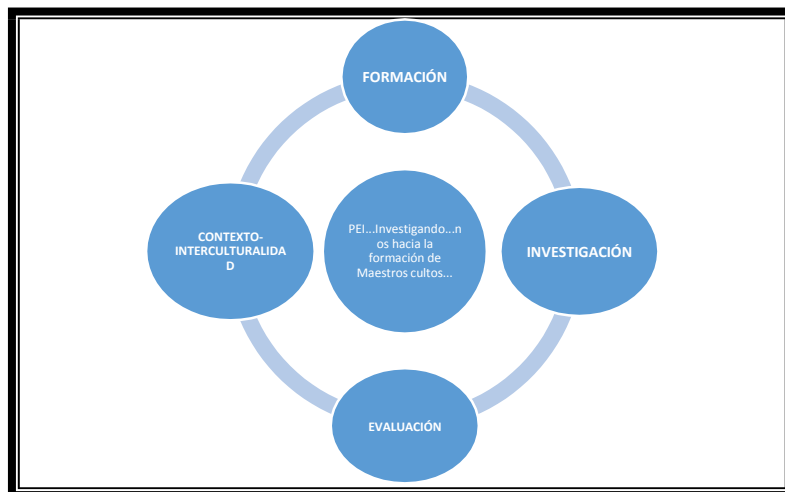 FORMACIÓN
CONTEXTO-
INTERCULTURALIDA
D
PEI...Investigando...n
os hacia la
formación de
Maestros cultos...
INVESTIGACIÓN
EVALUACIÓN